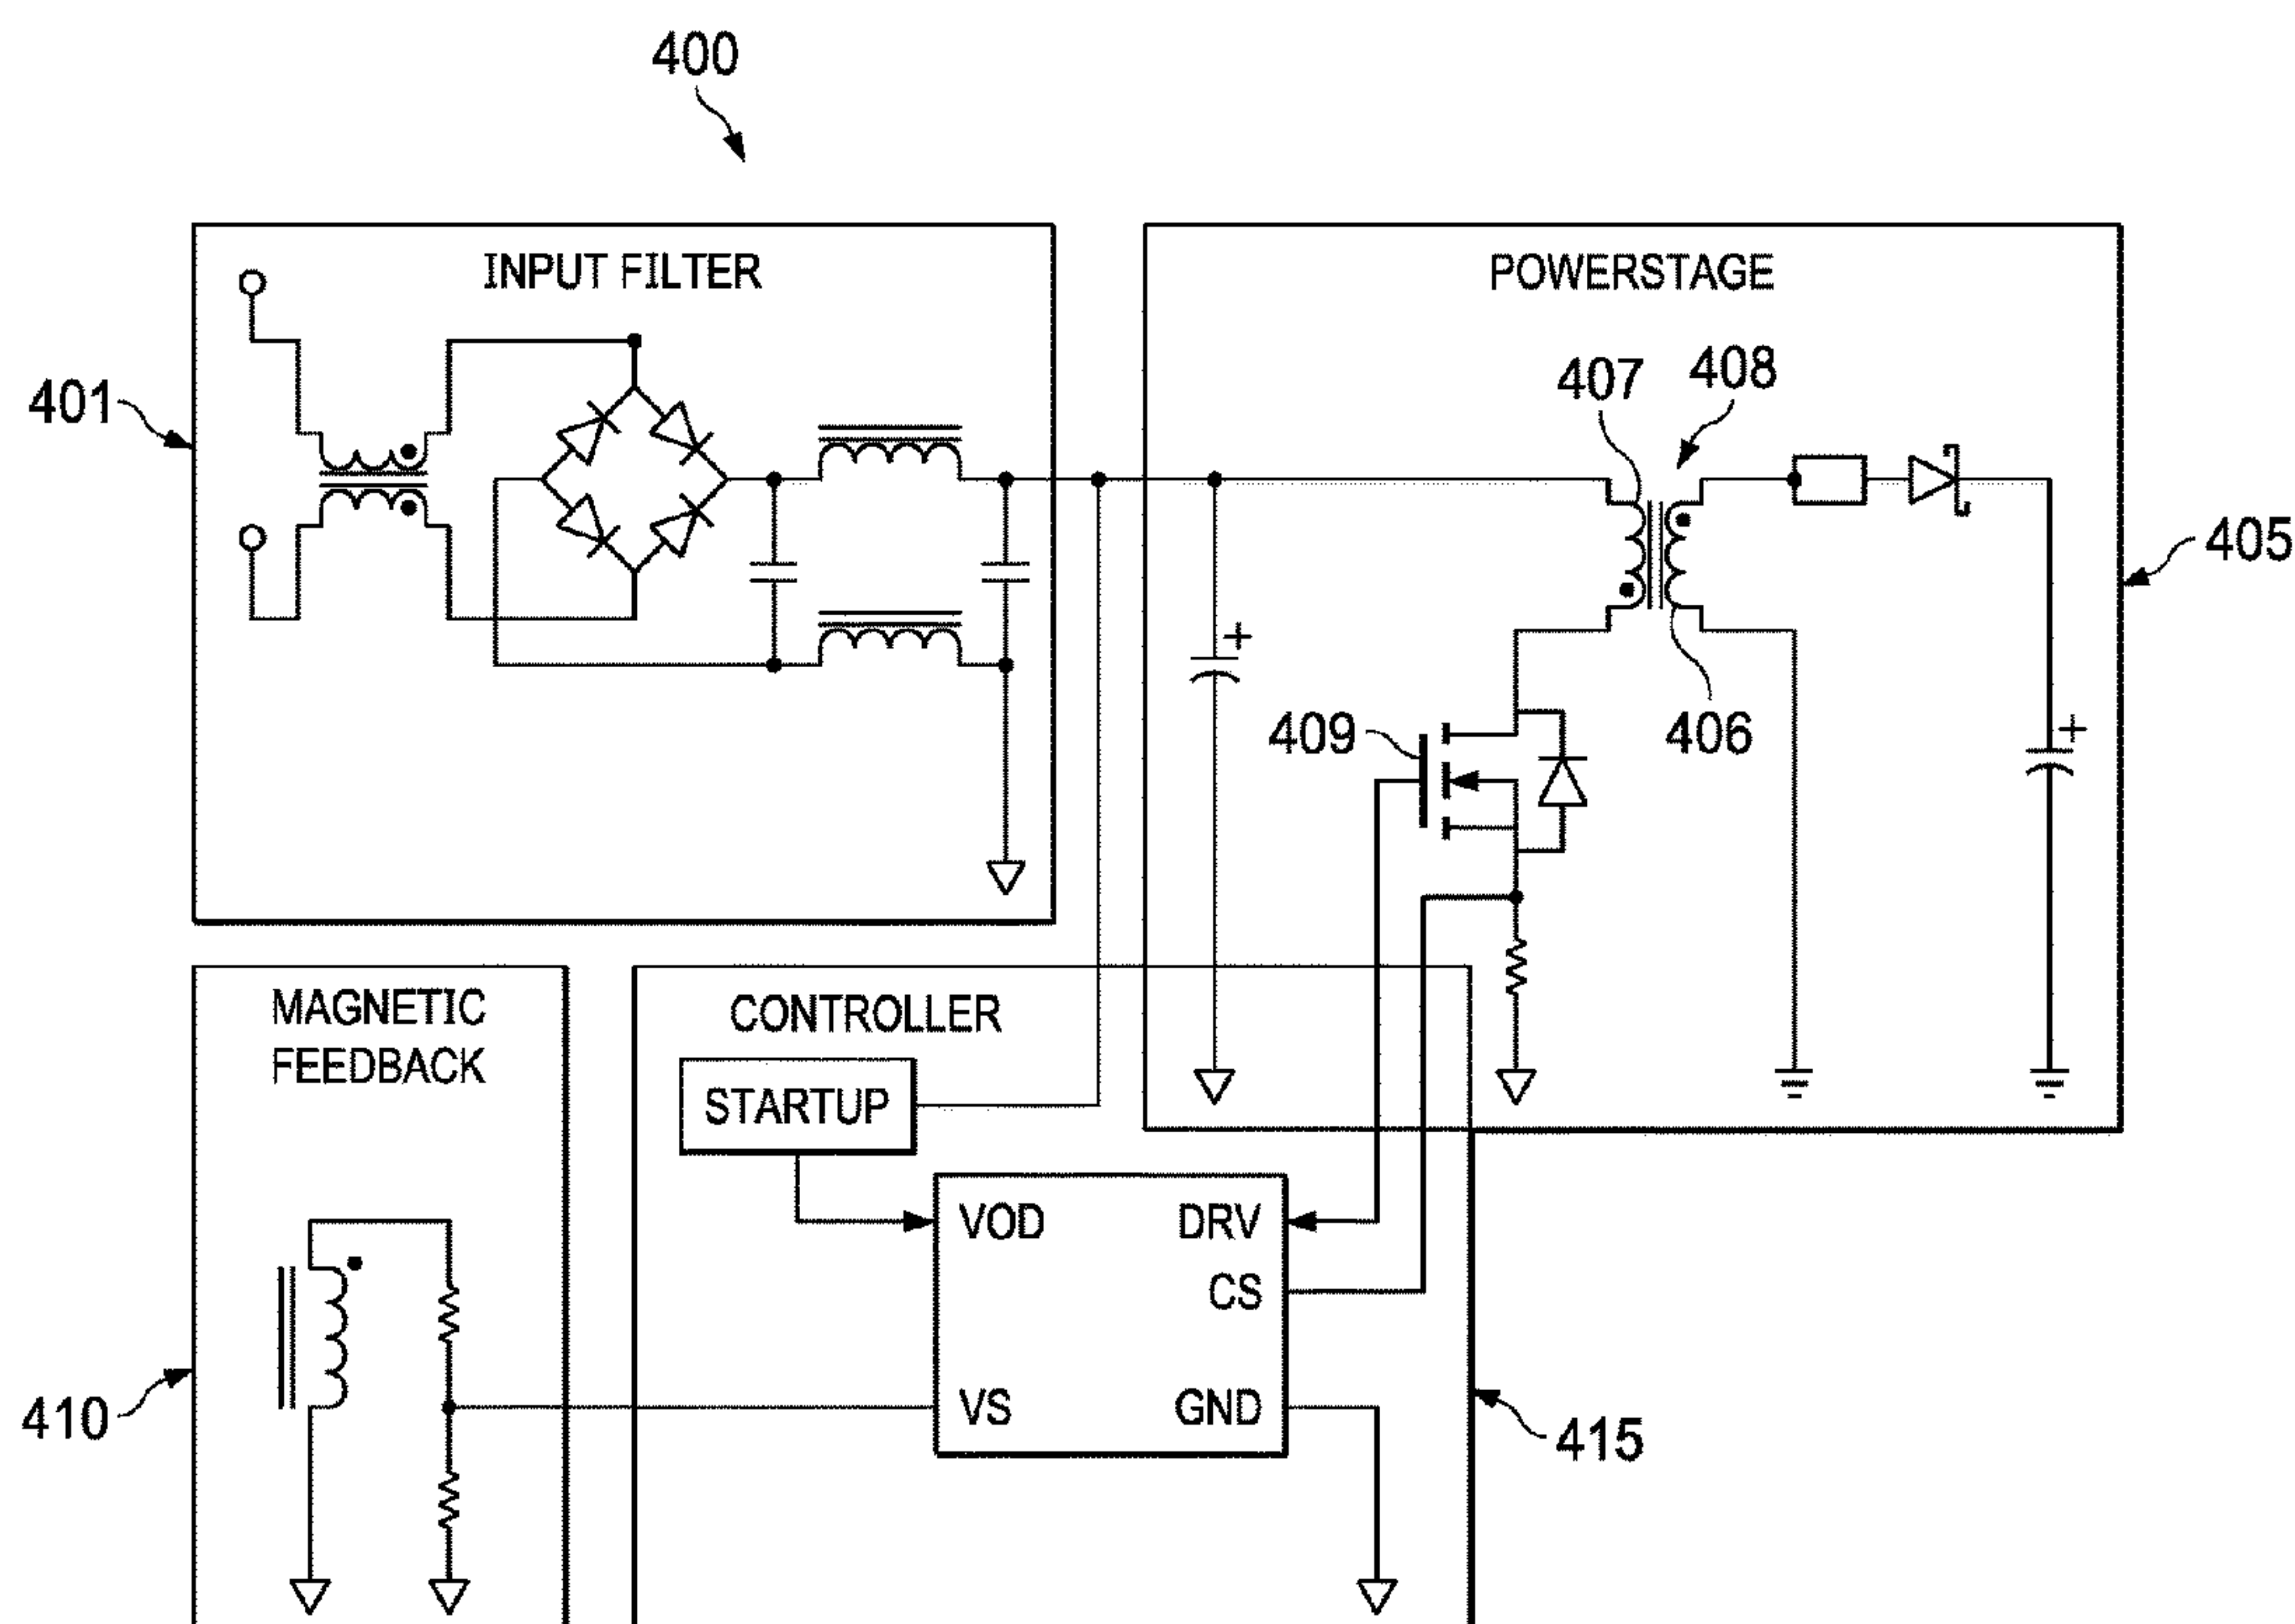 400
INPUT FILTER
POWERSTAGE
401
407
408
405
409
406
+
+
MAGNETIC
FEEDBACK
CONTROLLER
STARTUP
VOD
DRV
CS
VS
GND
410
415